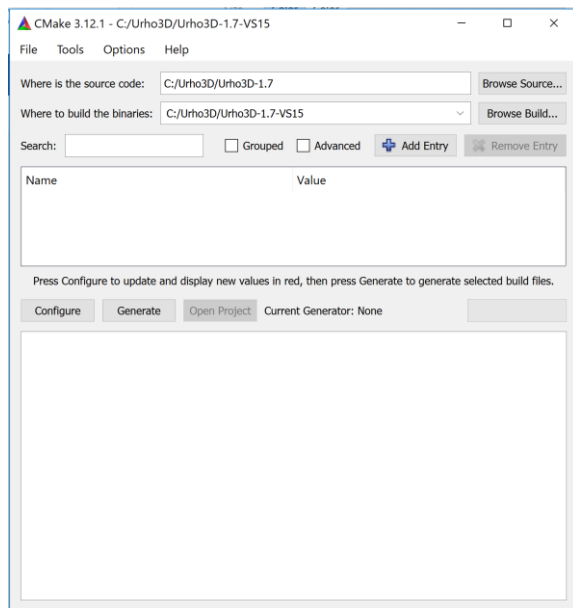 CMake 3.12.1 - C:/Urho3D/Urho3D-1.7-VS15
File Tools Options Help
Where is the source code: C:/Urho3D/Urho3D-1.7 Browse Source...
Where to build the binaries: C:/Urho3D/Urho3D-1.7-VS15 Browse Build...
Search: Grouped Advanced Add Entry Remove Entry
Name Value
Press Configure to update and display new values in red, then press Generate to generate selected build files.
Configure Generate Open Project Current Generator: None